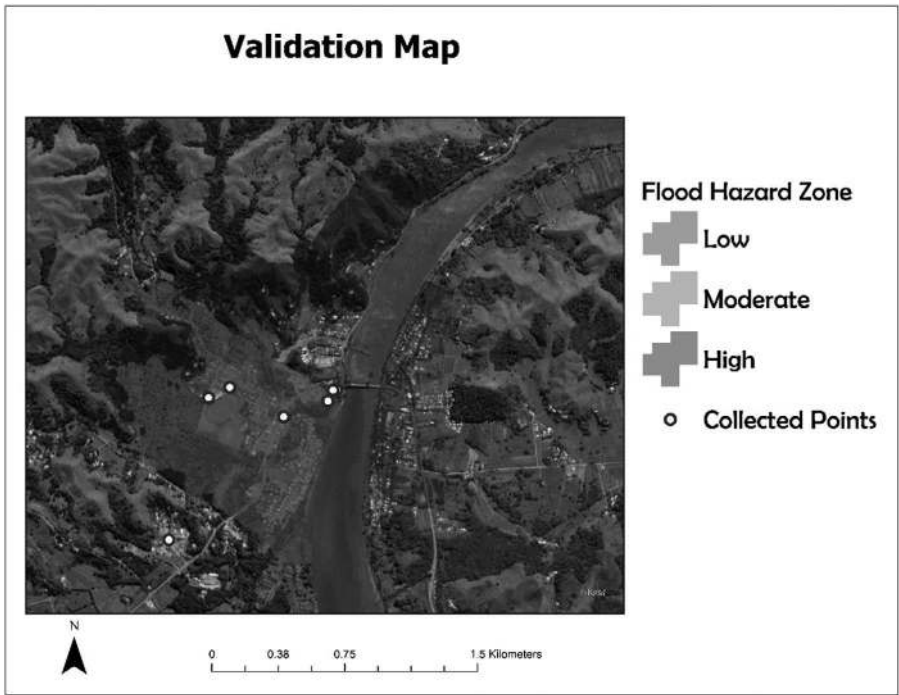 Validation Map
Flood Hazard Zone
Low
Moderate
High
Collected Points
N
0 0.38 0.75 1.5 Kilometers